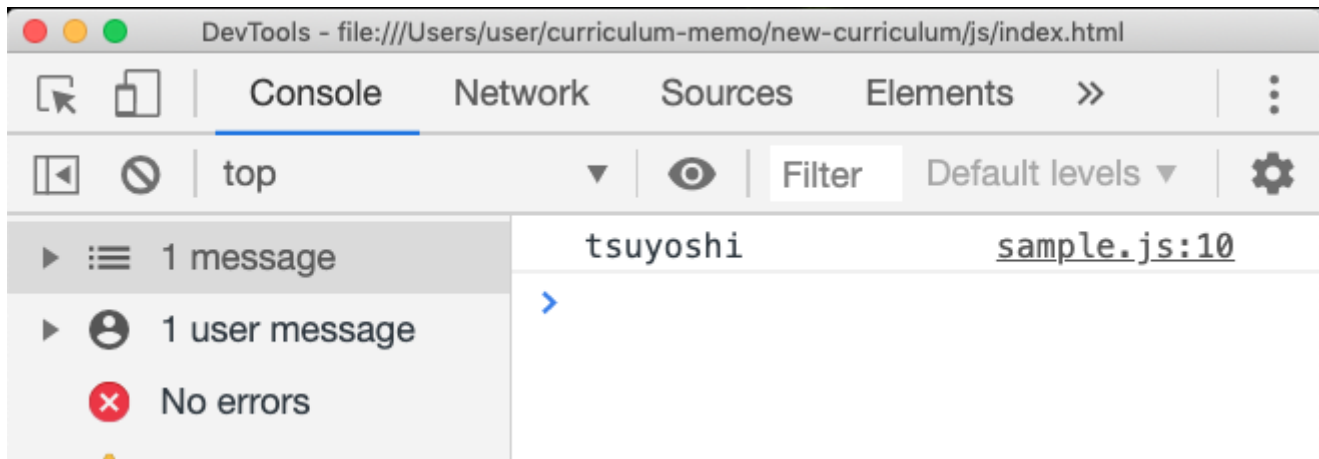 DevTools - file:///Users/user/curriculum-memo/new-curriculum/js/index.html
Console Network Sources Elements »
top Filter Default levels
1 message
tsuyoshi sample.js:10
1 user message
No errors